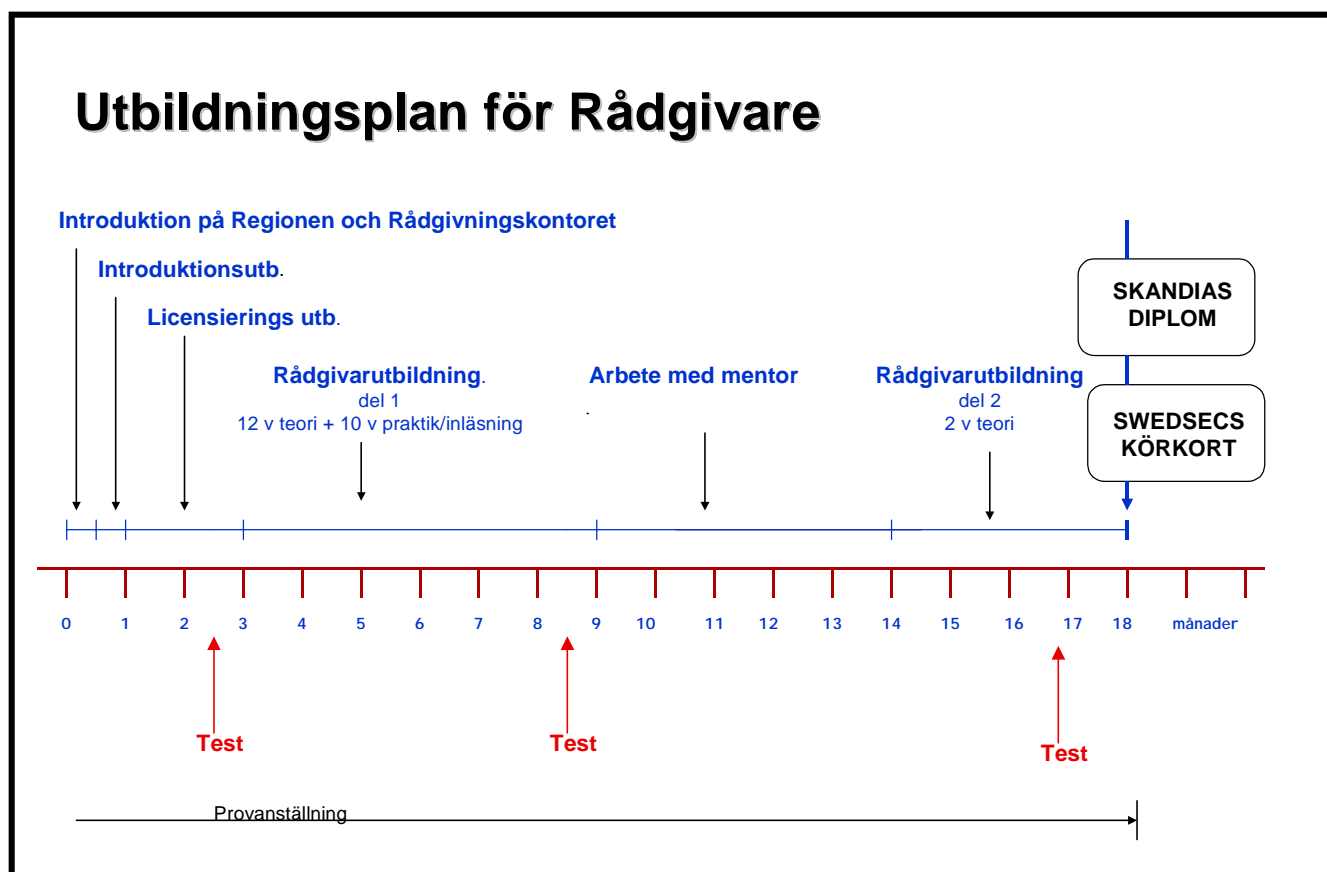 Utbildningsplan för Rådgivare
Introduktion på Regionen och Rådgivningskontoret
Introduktionsutb.
Licensierings utb.
Rådgivarutbildning.
del 1
12 v teori + 10 v praktik/inläsning
Arbete med mentor
Rådgivarutbildning
del 2
2 v teori
SKANDIAS
DIPLOM
SWEDSECS
KÖRKORT
0 1 2 3 4 5 6 7 8 9 10 11 12 13 14 15 16 17 18 månader
Test
Test
Test
Provanställning